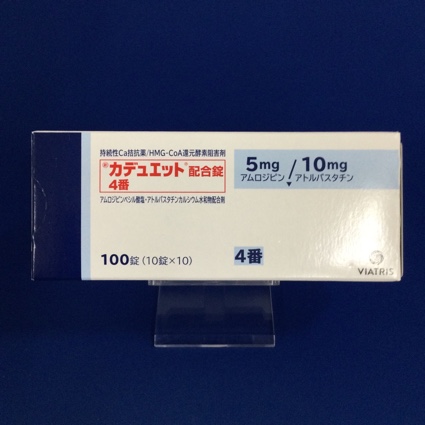 持続性Ca拮抗薬/HMG-CoA還元酵素阻害剤
®カデュエット®配合錠
4番
アムロジピンベシル酸塩・アトルバスタチンカルシウム水和物配合剤
5mg / 10mg
アムロジピン アトルバスタチン
100錠(10錠×10)
4番
VIATRIS